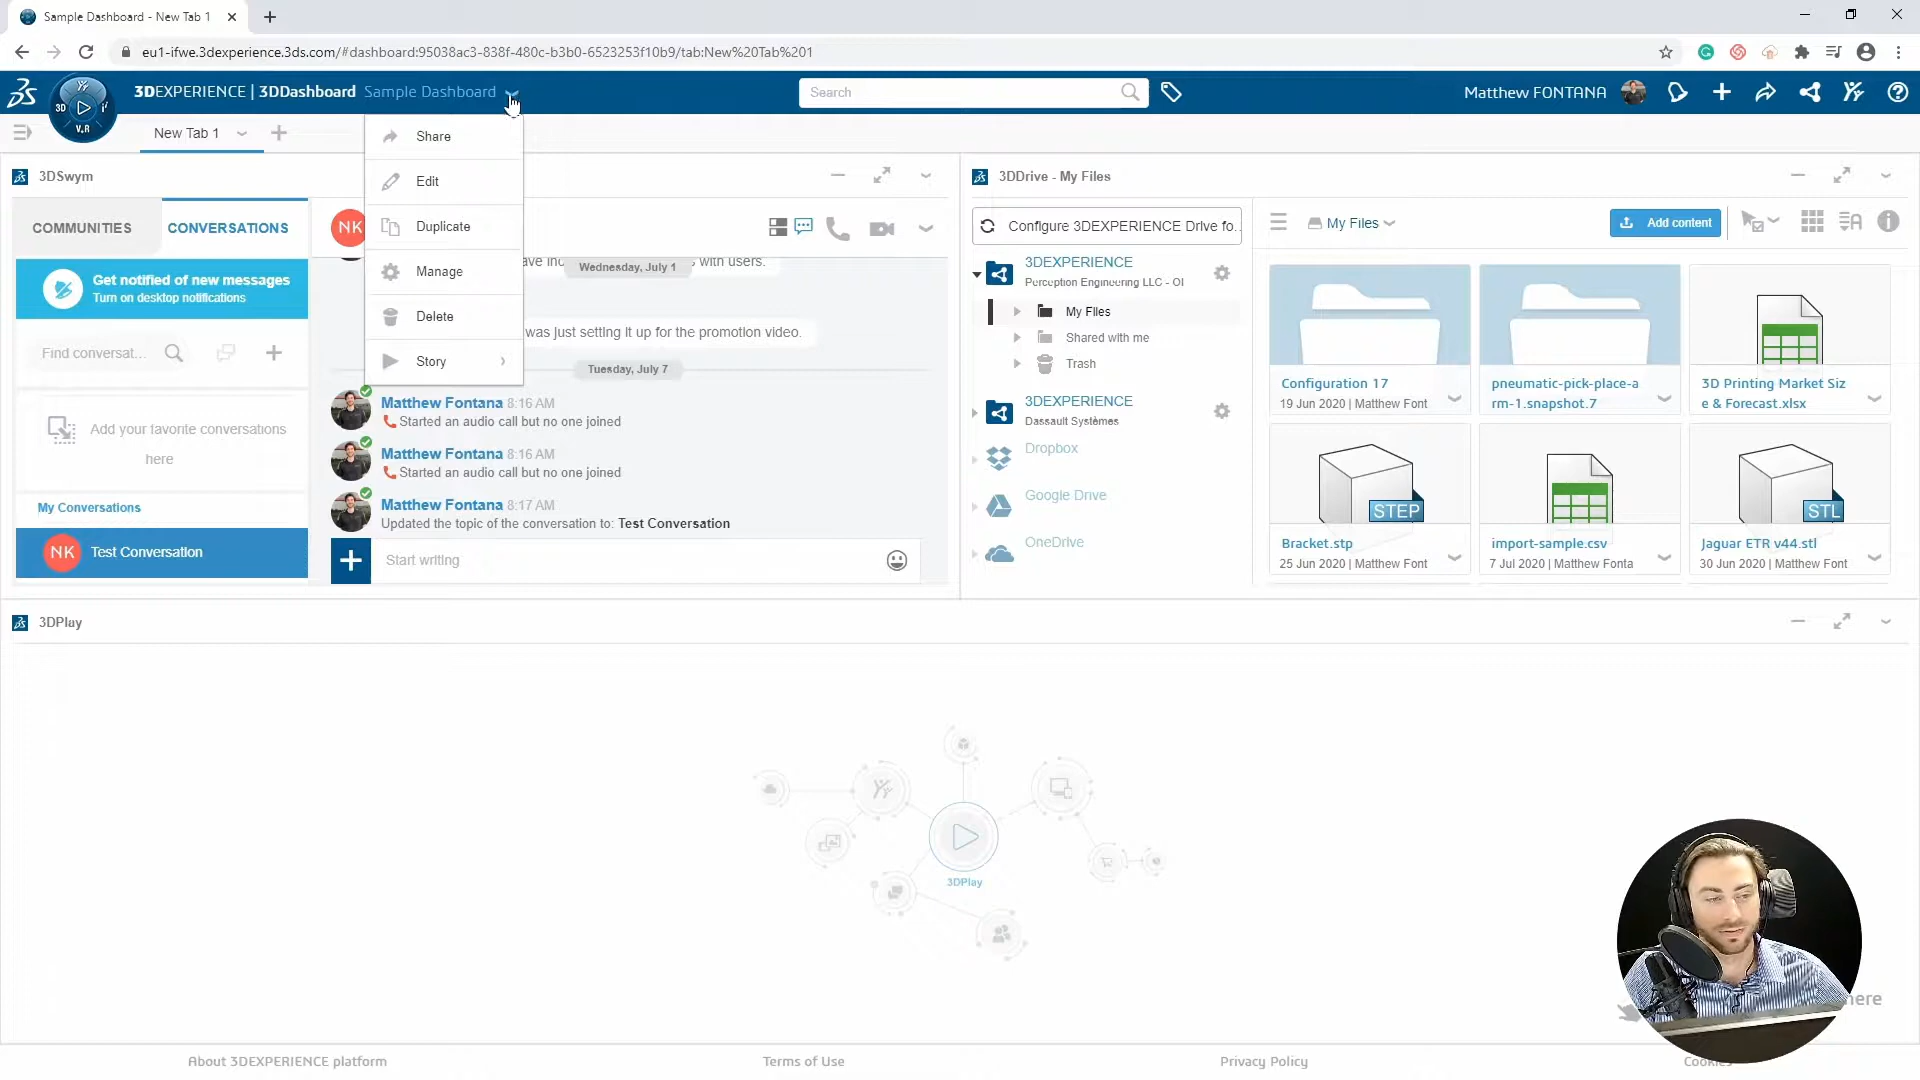 Sample Dashboard - New Tab 1
eu1-ifwe.3dexperience.3ds.com/#dashboard:95038ac3-838f-480c-b3b0-6523253f10b9/tab:New%20Tab%201
3DEXPERIENCE | 3DDashboard Sample Dashboard
Search
Matthew FONTANA
3D
V.R
New Tab 1
Share
Edit
Duplicate
Manage
Delete
Story
3DSwym
COMMUNITIES
CONVERSATIONS
NK
Get notified of new messages
Turn on desktop notifications
Find conversat...
Add your favorite conversations
here
My Conversations
NK Test Conversation
with users.
Wednesday, July 1
was just setting it up for the promotion video.
Tuesday, July 7
Matthew Fontana 8:16 AM
Started an audio call but no one joined
Matthew Fontana 8:16 AM
Started an audio call but no one joined
Matthew Fontana 8:17 AM
Updated the topic of the conversation to: Test Conversation
Start writing
3DDrive - My Files
Configure 3DEXPERIENCE Drive fo...
My Files
Add content
3DEXPERIENCE
Perception Engineering LLC - OI
My Files
Shared with me
Trash
3DEXPERIENCE
Dassault Systèmes
Dropbox
Google Drive
OneDrive
Configuration 17
19 Jun 2020 | Matthew Font
pneumatic-pick-place-a
rm-1.snapshot.7
3D Printing Market Siz
e & Forecast.xlsx
STEP
Bracket.stp
25 Jun 2020 | Matthew Font
import-sample.csv
7 Jul 2020 | Matthew Fonta
STL
Jaguar ETR v44.stl
30 Jun 2020 | Matthew Font
3DPlay
3DPlay
here
About 3DEXPERIENCE platform
Terms of Use
Privacy Policy
Cookies